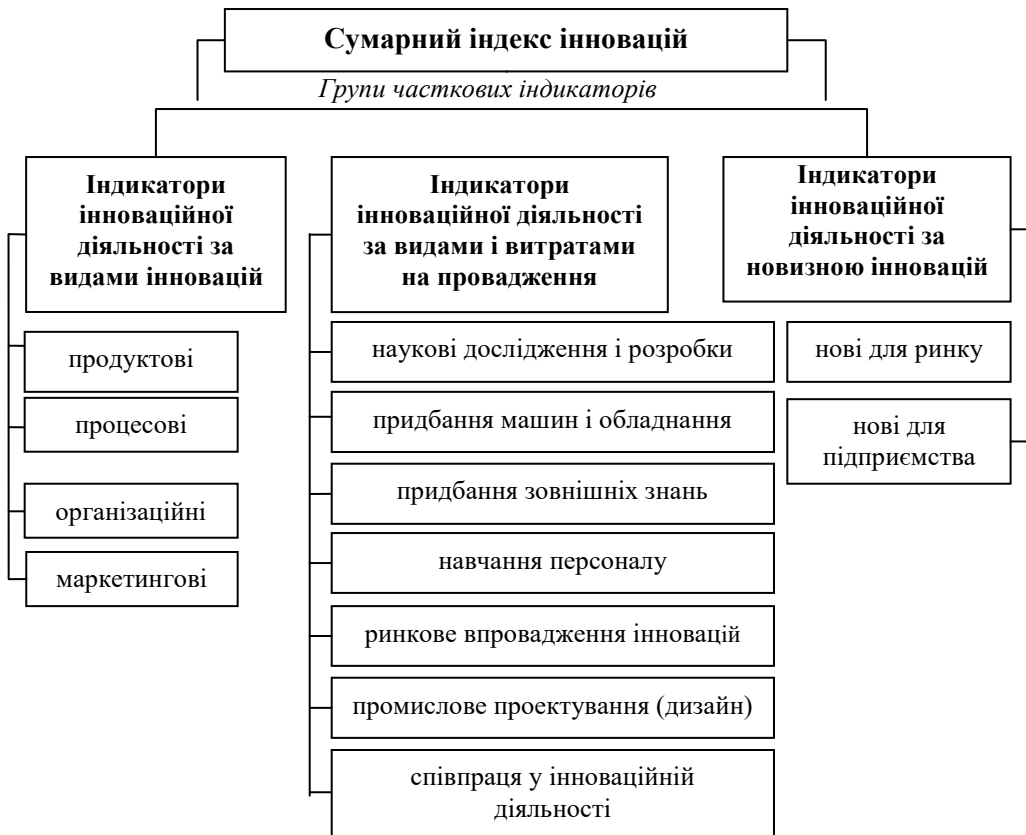 Сумарний індекс інновацій
Групи часткових індикаторів
Індикатори
інноваційної
діяльності за
видами інновацій
продуктові
процесові
організаційні
маркетингові
Індикатори
інноваційної діяльності
за видами і витратами
на провадження
наукові дослідження і розробки
придбання машин і обладнання
придбання зовнішніх знань
навчання персоналу
ринкове впровадження інновацій
промислове проектування (дизайн)
співпраця у інноваційній
діяльності
Індикатори
інноваційної
діяльності за
новизною інновацій
нові для ринку
нові для
підприємства